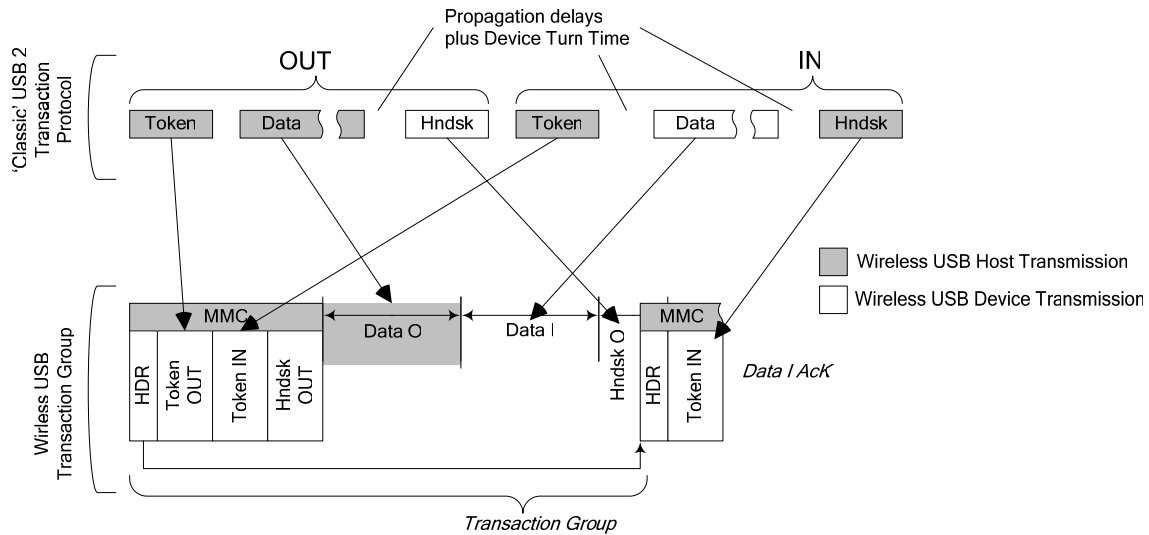 Propagation delays
plus Device Turn Time
OUT
IN
'Classic' USB 2
Transaction
Protocol
Token
Data
Hndsk
Token
Data
Hndsk
Wireless USB Host Transmission
Wireless USB Device Transmission
Wirless USB
Transaction Group
MMC
HDR
Token
OUT
Token IN
Hndsk
OUT
Data O
Data I
Hndsk O
MMC
HDR
Token IN
Data I AcK
Transaction Group